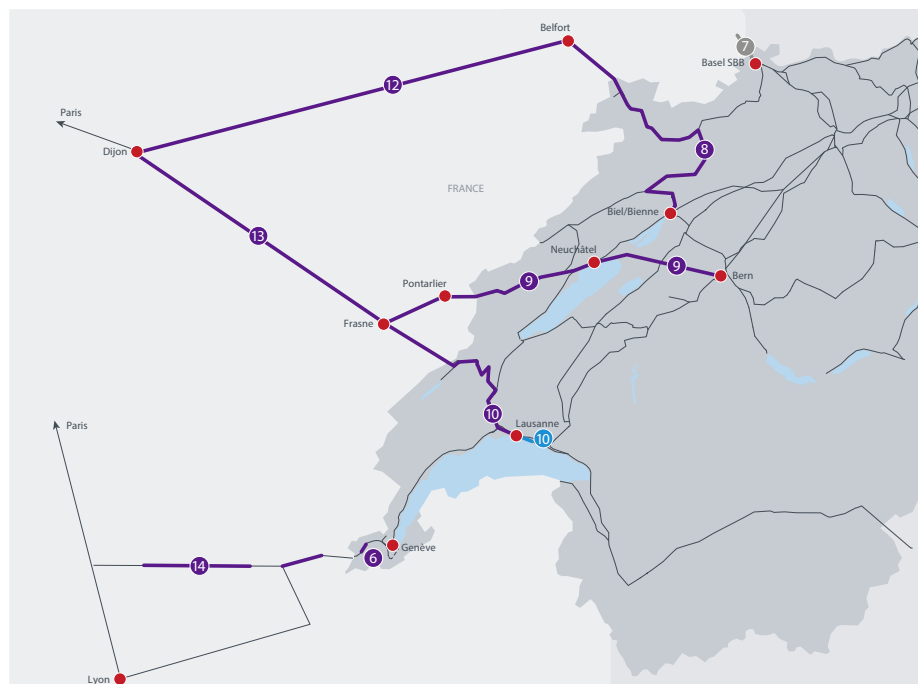 Belfort
7
Basel SBB
12
Paris
Dijon
8
FRANCE
Biel/Bienne
13
Neuchâtel
9
9
Bern
Pontarlier
Frasne
10
Lausanne
10
Paris
Genève
6
14
Lyon